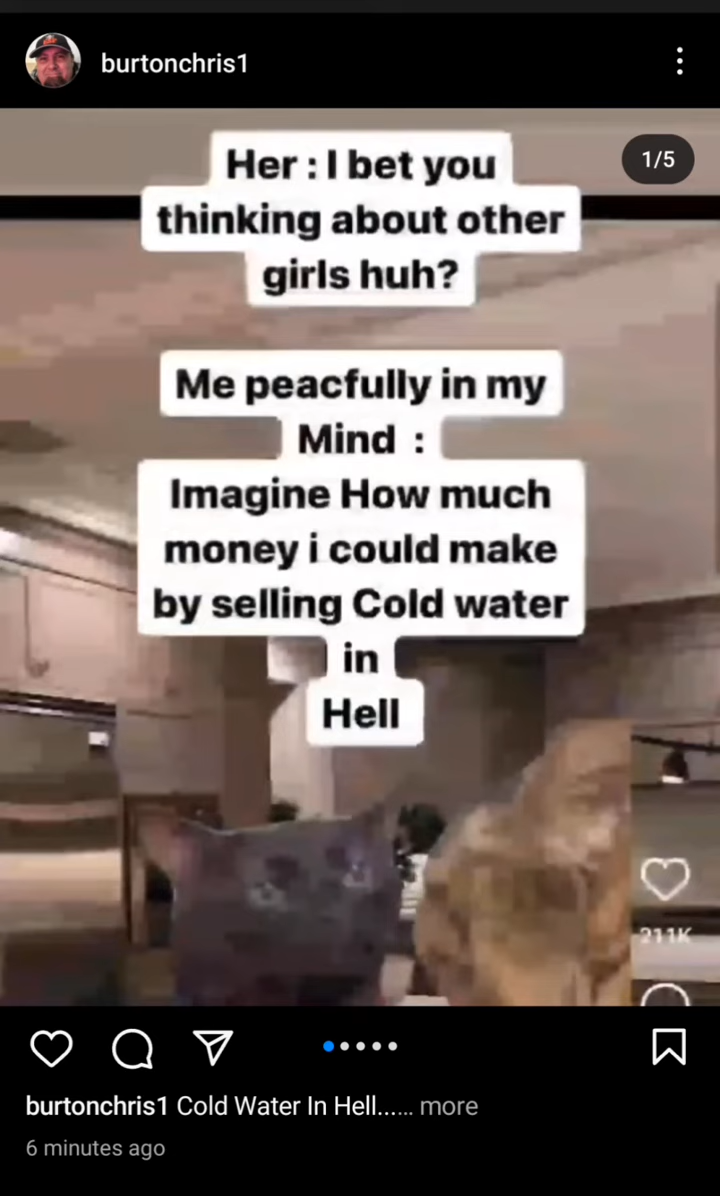 burtonchris1
1/5
Her : I bet you
thinking about other
girls huh?
Me peacfully in my
Mind :
Imagine How much
money i could make
by selling Cold water
in
Hell
211K
burtonchris1 Cold Water In Hell...... more
6 minutes ago